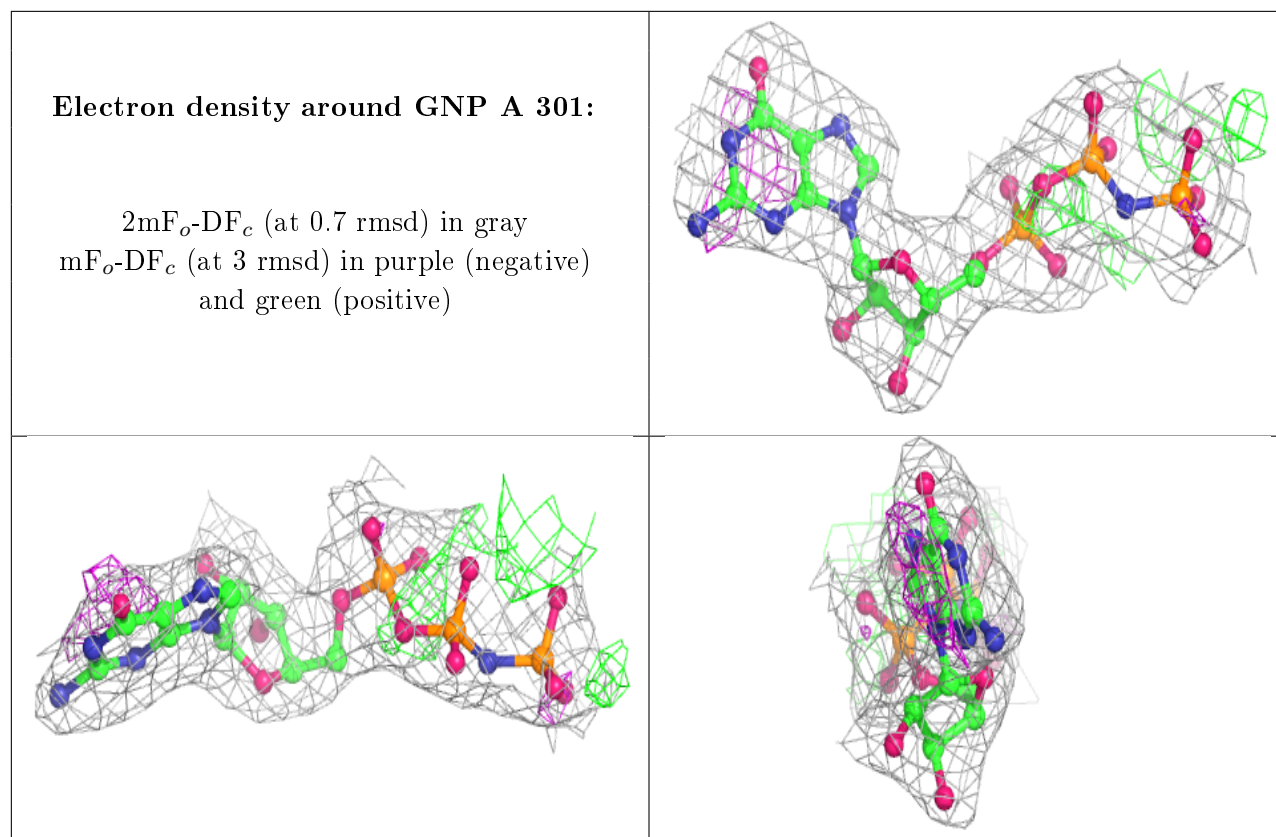 Electron density around GNP A 301:
2mFₒ-DF𝒸 (at 0.7 rmsd) in gray
mFₒ-DF𝒸 (at 3 rmsd) in purple (negative)
and green (positive)